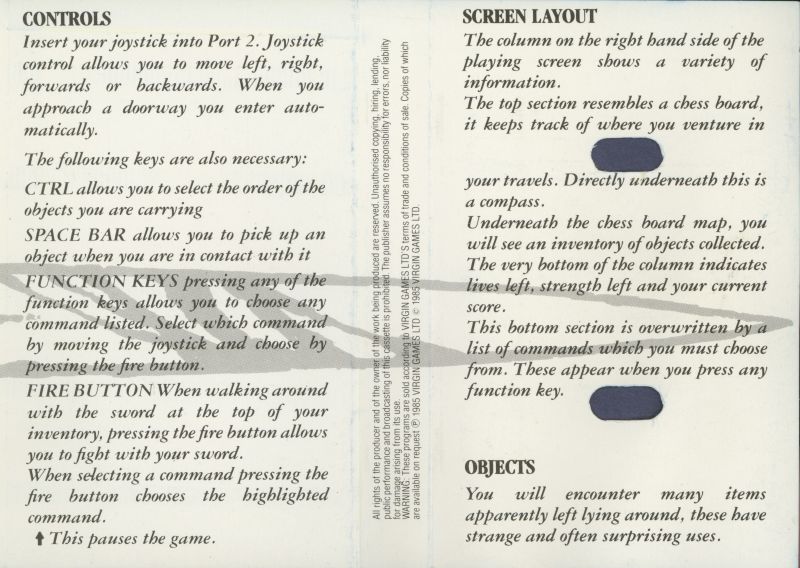 CONTROLS
Insert your joystick into Port 2. Joystick
control allows you to move left, right,
forwards or backwards. When you
approach a doorway you enter auto-
matically.
The following keys are also necessary:
CTRL allows you to select the order of the
objects you are carrying
SPACE BAR allows you to pick up an
object when you are in contact with it
FUNCTION KEYS pressing any of the
function keys allows you to choose any
command listed. Select which command
by moving the joystick and choose by
pressing the fire button.
FIRE BUTTON When walking around
with the sword at the top of your
inventory, pressing the fire button allows
you to fight with your sword.
When selecting a command pressing the
fire button chooses the highlighted
command.
↑ This pauses the game.
All rights of the producer and of the owner of the work being produced are reserved. Unauthorised copying, hiring, lending,
public performance and broadcasting of this cassette is prohibited. The publisher assumes no responsibility for errors, nor liability
for damage arising from its use.
WARNING: These programs are sold according to VIRGIN GAMES LTD'S terms of trade and conditions of sale. Copies of which
are available on request ℗ 1985 VIRGIN GAMES LTD © 1985 VIRGIN GAMES LTD.
SCREEN LAYOUT
The column on the right hand side of the
playing screen shows a variety of
information.
The top section resembles a chess board,
it keeps track of where you venture in
your travels. Directly underneath this is
a compass.
Underneath the chess board map, you
will see an inventory of objects collected.
The very bottom of the column indicates
lives left, strength left and your current
score.
This bottom section is overwritten by a
list of commands which you must choose
from. These appear when you press any
function key.
OBJECTS
You will encounter many items
apparently left lying around, these have
strange and often surprising uses.